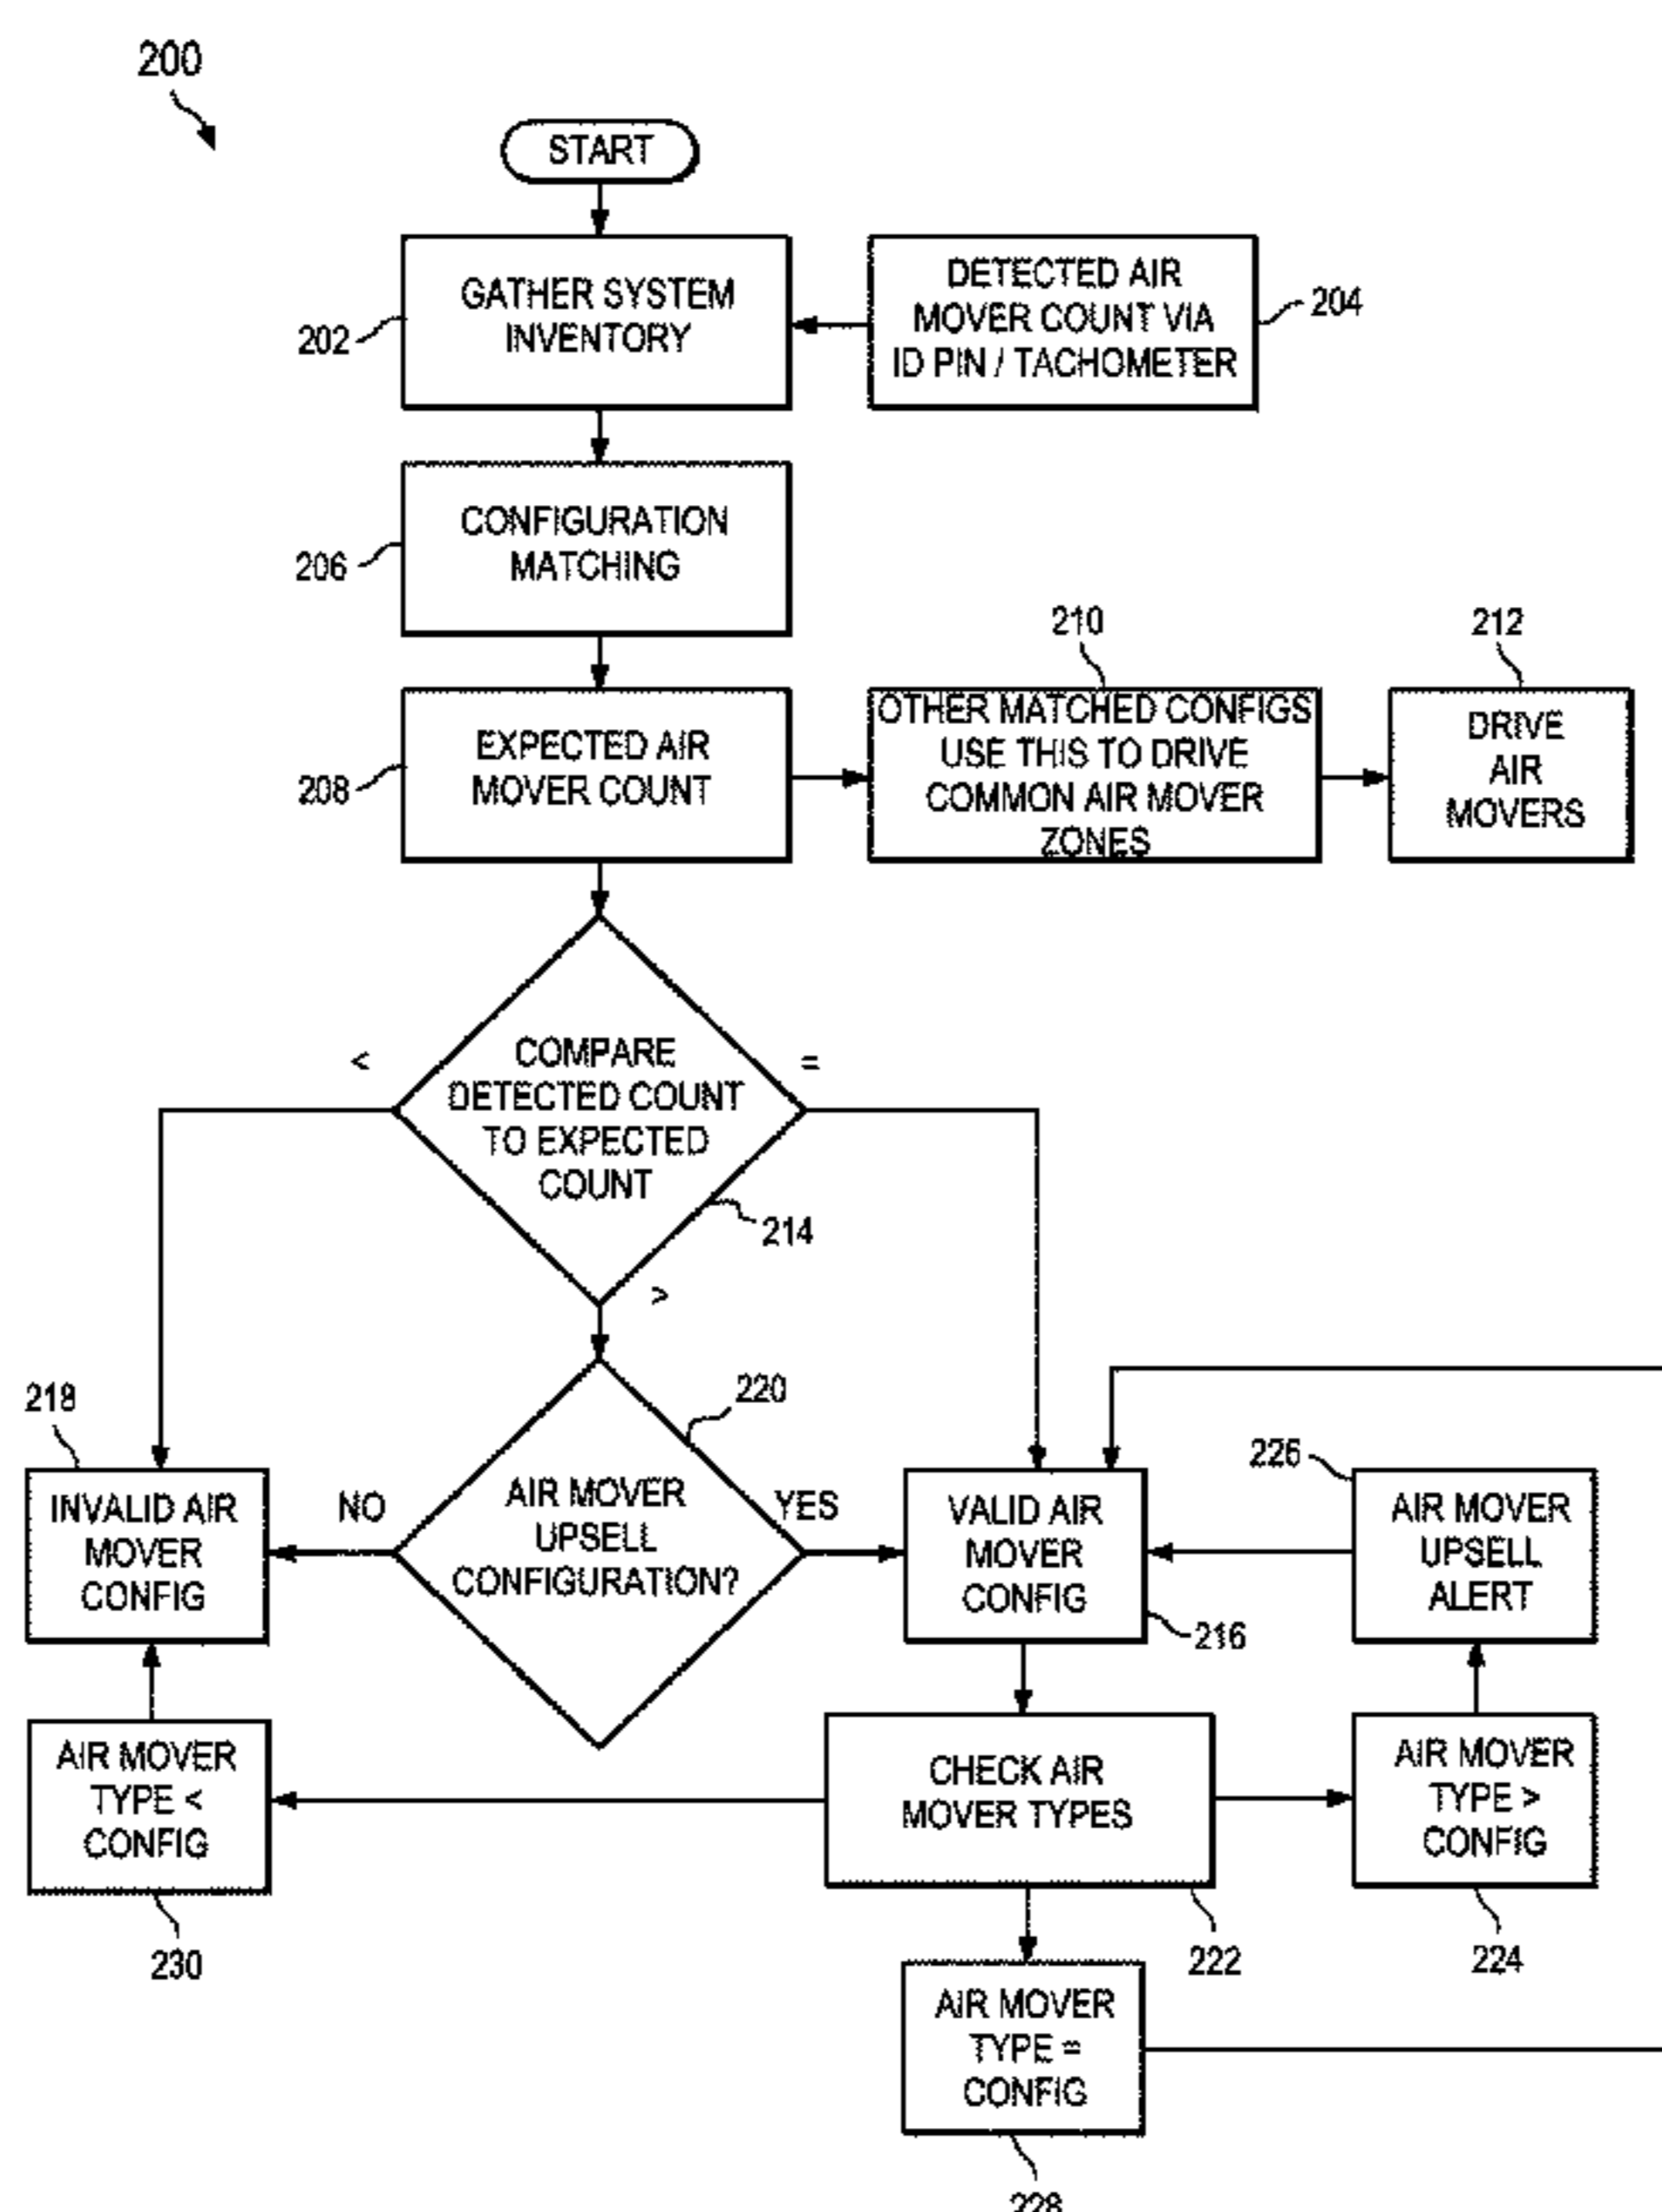 200
START
GATHER SYSTEM
INVENTORY
202
DETECTED AIR
MOVER COUNT VIA
ID PIN / TACHOMETER
204
CONFIGURATION
MATCHING
206
EXPECTED AIR
MOVER COUNT
208
210
OTHER MATCHED CONFIGS
USE THIS TO DRIVE
COMMON AIR MOVER
ZONES
212
DRIVE
AIR
MOVERS
<
=
COMPARE
DETECTED COUNT
TO EXPECTED
COUNT
214
>
218
INVALID AIR
MOVER
CONFIG
NO
220
AIR MOVER
UPSELL
CONFIGURATION?
YES
VALID AIR
MOVER
CONFIG
216
226
AIR MOVER
UPSELL
ALERT
AIR MOVER
TYPE <
CONFIG
230
CHECK AIR
MOVER TYPES
222
AIR MOVER
TYPE >
CONFIG
224
AIR MOVER
TYPE =
CONFIG
228